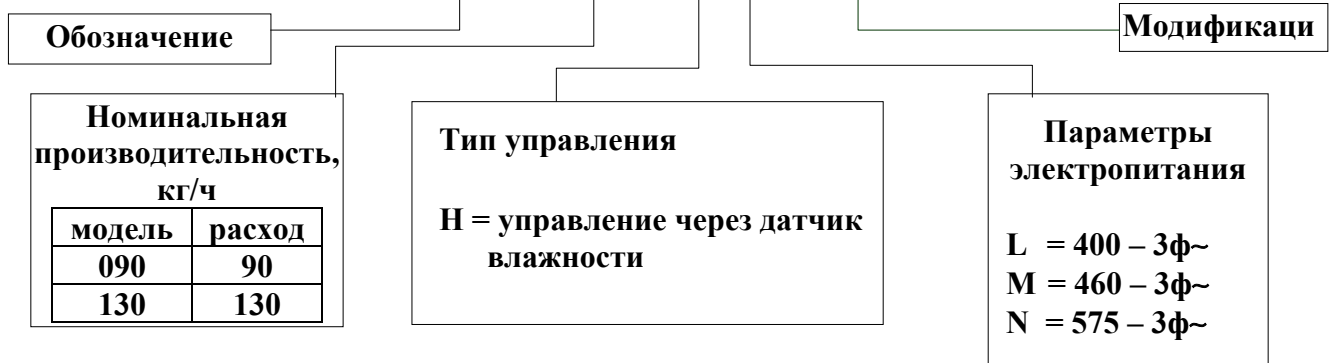 Обозначение
Модификаци
Номинальная
производительность,
кг/ч
модель расход
090 90
130 130
Тип управления
H = управление через датчик
влажности
Параметры
электропитания
L = 400 – 3ф~
M = 460 – 3ф~
N = 575 – 3ф~